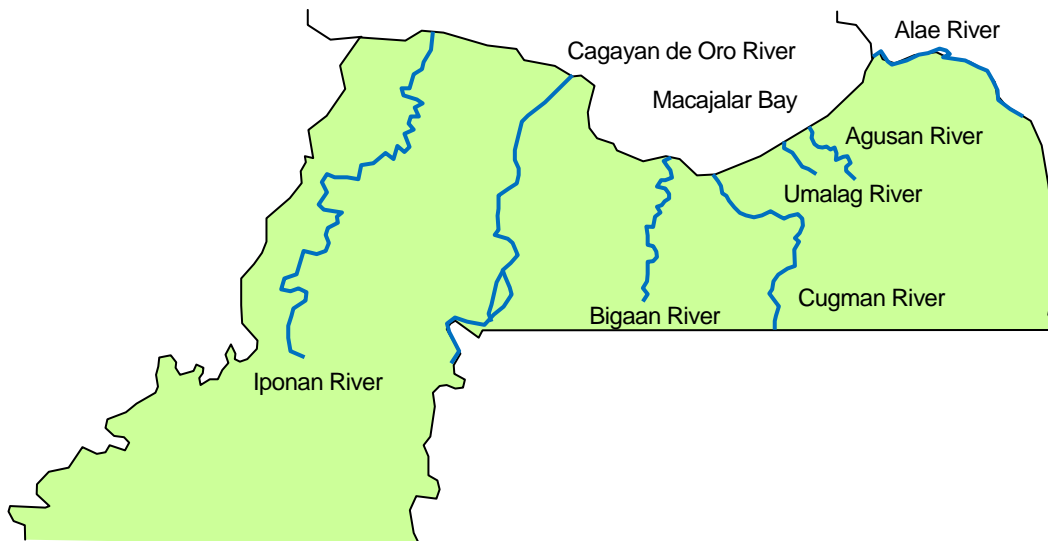 Alae River
Cagayan de Oro River
Macajalar Bay
Agusan River
Umalag River
Cugman River
Bigaan River
Iponan River